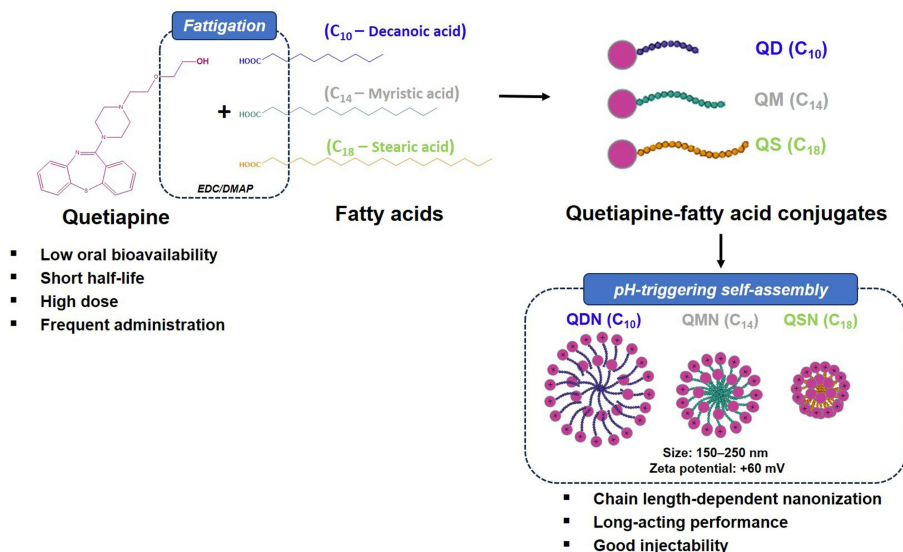 Fattigation
(C10 – Decanoic acid)
HOOC
OH
O
N
N
N
S
+
(C14 – Myristic acid)
HOOC
(C18 – Stearic acid)
HOOC
EDC/DMAP
Quetiapine
Fatty acids
▪ Low oral bioavailability
▪ Short half-life
▪ High dose
▪ Frequent administration
QD (C10)
QM (C14)
QS (C18)
Quetiapine-fatty acid conjugates
pH-triggering self-assembly
QDN (C10) QMN (C14) QSN (C18)
Size: 150–250 nm
Zeta potential: +60 mV
▪ Chain length-dependent nanonization
▪ Long-acting performance
▪ Good injectability